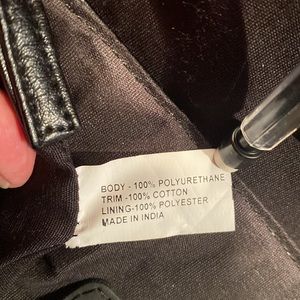 BODY - 100% POLYURETHANE
TRIM -100% COTTON
LINING-100% POLYESTER
MADE IN INDIA